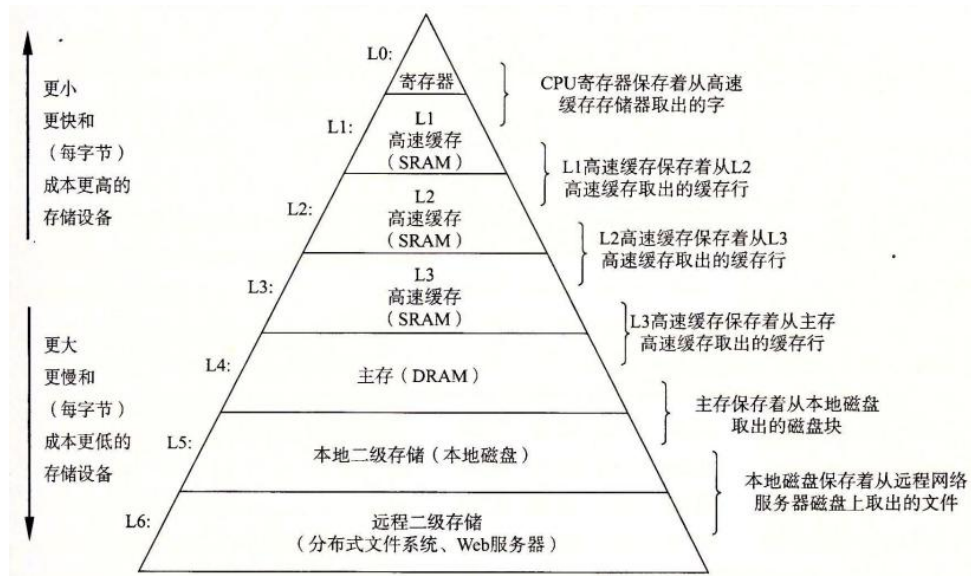 更小
更快和
（每字节）
成本更高的
存储设备
更大
更慢和
（每字节）
成本更低的
存储设备
L0:
寄存器
CPU寄存器保存着从高速
缓存存储器取出的字
L1:
L1
高速缓存
（SRAM）
L1高速缓存保存着从L2
高速缓存取出的缓存行
L2:
L2
高速缓存
（SRAM）
L2高速缓存保存着从L3
高速缓存取出的缓存行
L3:
L3
高速缓存
（SRAM）
L3高速缓存保存着从主存
高速缓存取出的缓存行
L4:
主存（DRAM）
主存保存着从本地磁盘
取出的磁盘块
L5:
本地二级存储（本地磁盘）
本地磁盘保存着从远程网络
服务器磁盘上取出的文件
L6:
远程二级存储
（分布式文件系统、Web服务器）